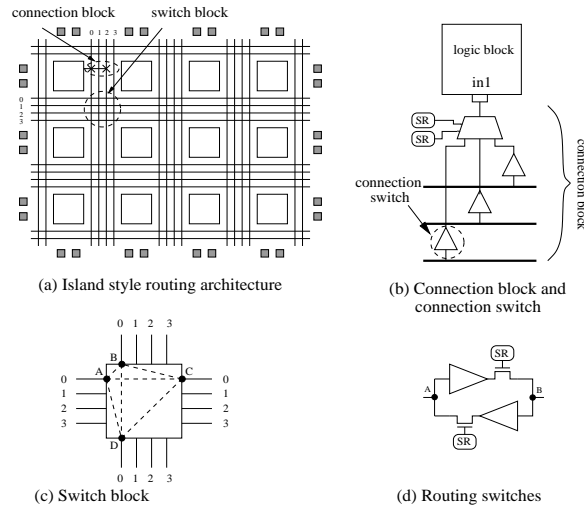 connection block
switch block
0 1 2 3
0
1
2
3
(a) Island style routing architecture
logic block
in1
SR
SR
connection
switch
connection block
(b) Connection block and
connection switch
0 1 2 3
B
A
C
D
0
1
2
3
0
1
2
3
0 1 2 3
(c) Switch block
SR
A
B
SR
(d) Routing switches